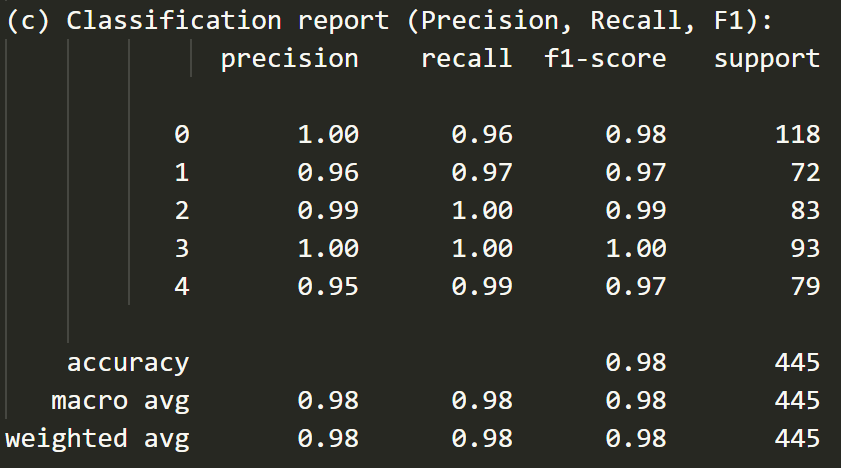 (c) Classification report (Precision, Recall, F1):
precision recall f1-score support
0 1.00 0.96 0.98 118
1 0.96 0.97 0.97 72
2 0.99 1.00 0.99 83
3 1.00 1.00 1.00 93
4 0.95 0.99 0.97 79
accuracy 0.98 445
macro avg 0.98 0.98 0.98 445
weighted avg 0.98 0.98 0.98 445